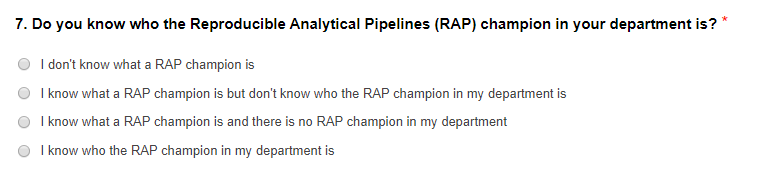 7. Do you know who the Reproducible Analytical Pipelines (RAP) champion in your department is? *
I don't know what a RAP champion is
I know what a RAP champion is but don't know who the RAP champion in my department is
I know what a RAP champion is and there is no RAP champion in my department
I know who the RAP champion in my department is